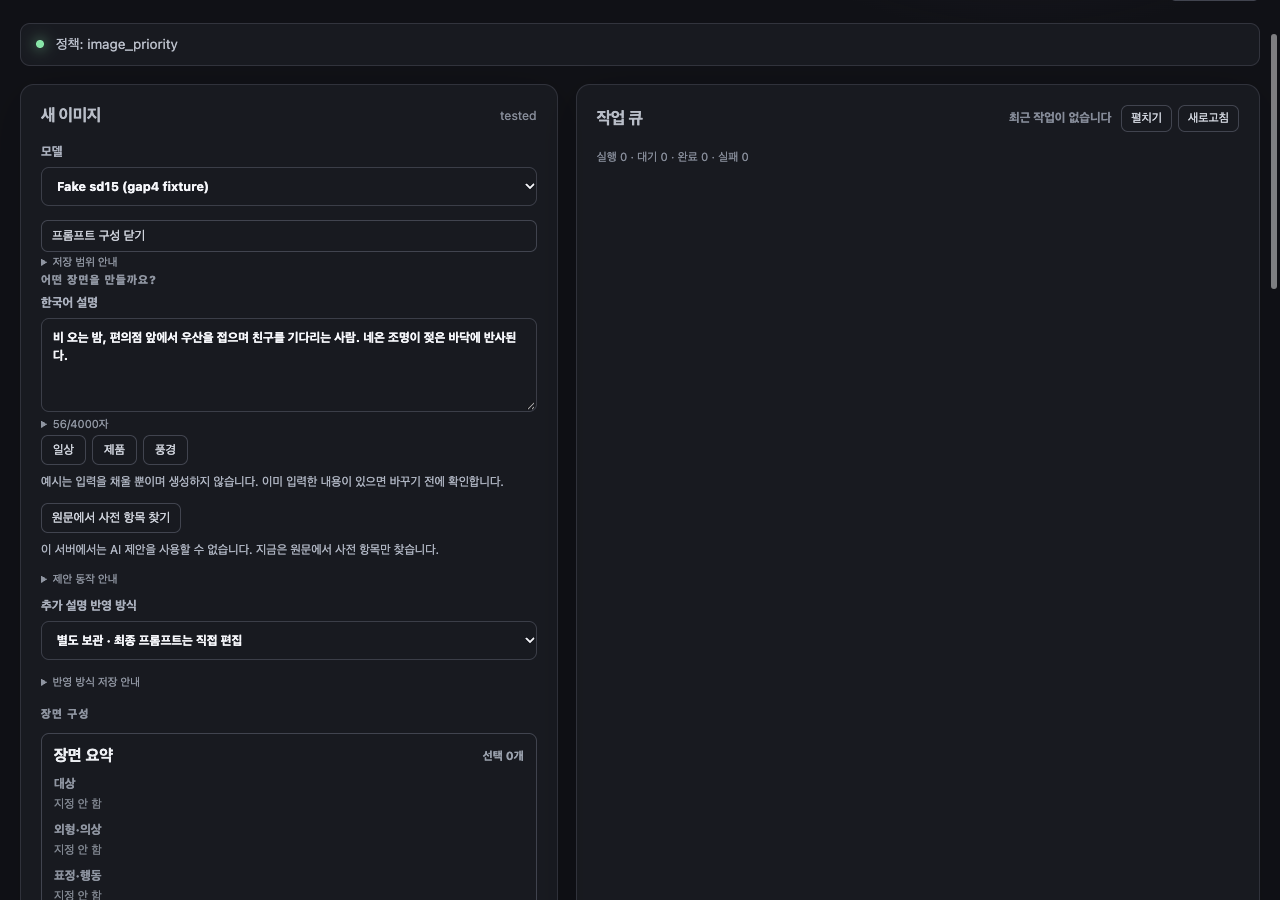 정책: image_priority
새 이미지
tested
모델
Fake sd15 (gap4 fixture)
프롬프트 구성 닫기
저장 범위 안내
어떤 장면을 만들까요?
한국어 설명
비 오는 밤, 편의점 앞에서 우산을 접으며 친구를 기다리는 사람. 네온 조명이 젖은 바닥에 반사된
다.
56/4000자
일상
제품
풍경
예시는 입력을 채울 뿐이며 생성하지 않습니다. 이미 입력한 내용이 있으면 바꾸기 전에 확인합니다.
원문에서 사전 항목 찾기
이 서버에서는 AI 제안을 사용할 수 없습니다. 지금은 원문에서 사전 항목만 찾습니다.
제안 동작 안내
추가 설명 반영 방식
별도 보관 · 최종 프롬프트는 직접 편집
반영 방식 저장 안내
장면 구성
장면 요약
선택 0개
대상
지정 안 함
외형·의상
지정 안 함
표정·행동
지정 안 함
작업 큐
최근 작업이 없습니다
펼치기
새로고침
실행 0 · 대기 0 · 완료 0 · 실패 0